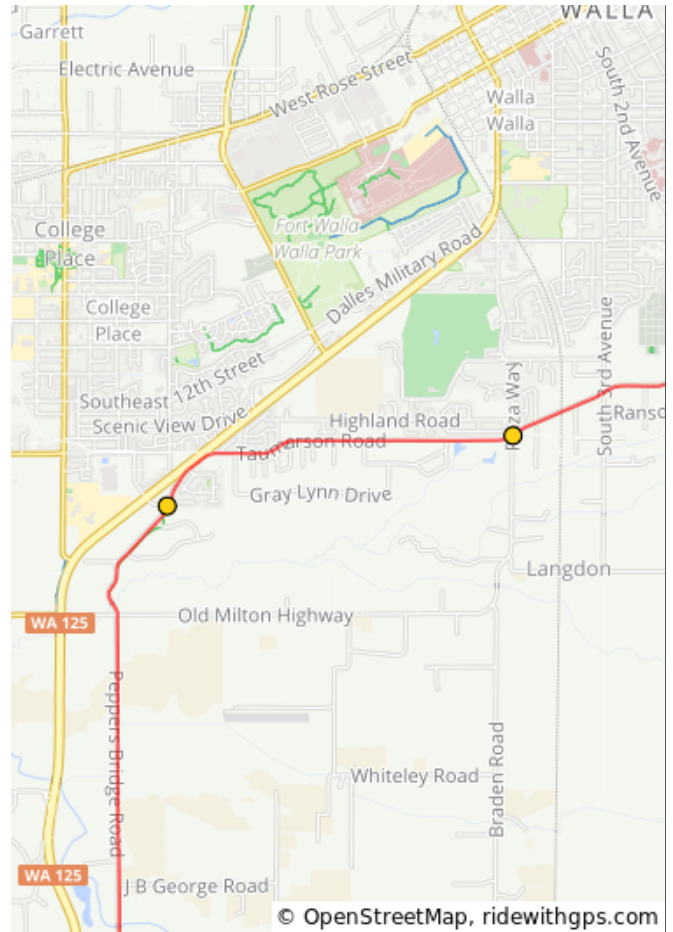 WALLA
Garrett
Electric Avenue
West Rose Street
South 2nd Avenue
Walla
Walla
College
Place
Fort Walla
Walla Park
Dalles Military Road
College
Place
Southeast 12th Street
Scenic View Drive
Highland Road
Plaza Way
South 3rd Avenue
Ranso
Taumarson Road
Gray Lynn Drive
Langdon
Old Milton Highway
WA 125
Peppers Bridge Road
Whiteley Road
Braden Road
WA 125
J B George Road
© OpenStreetMap, ridewithgps.com